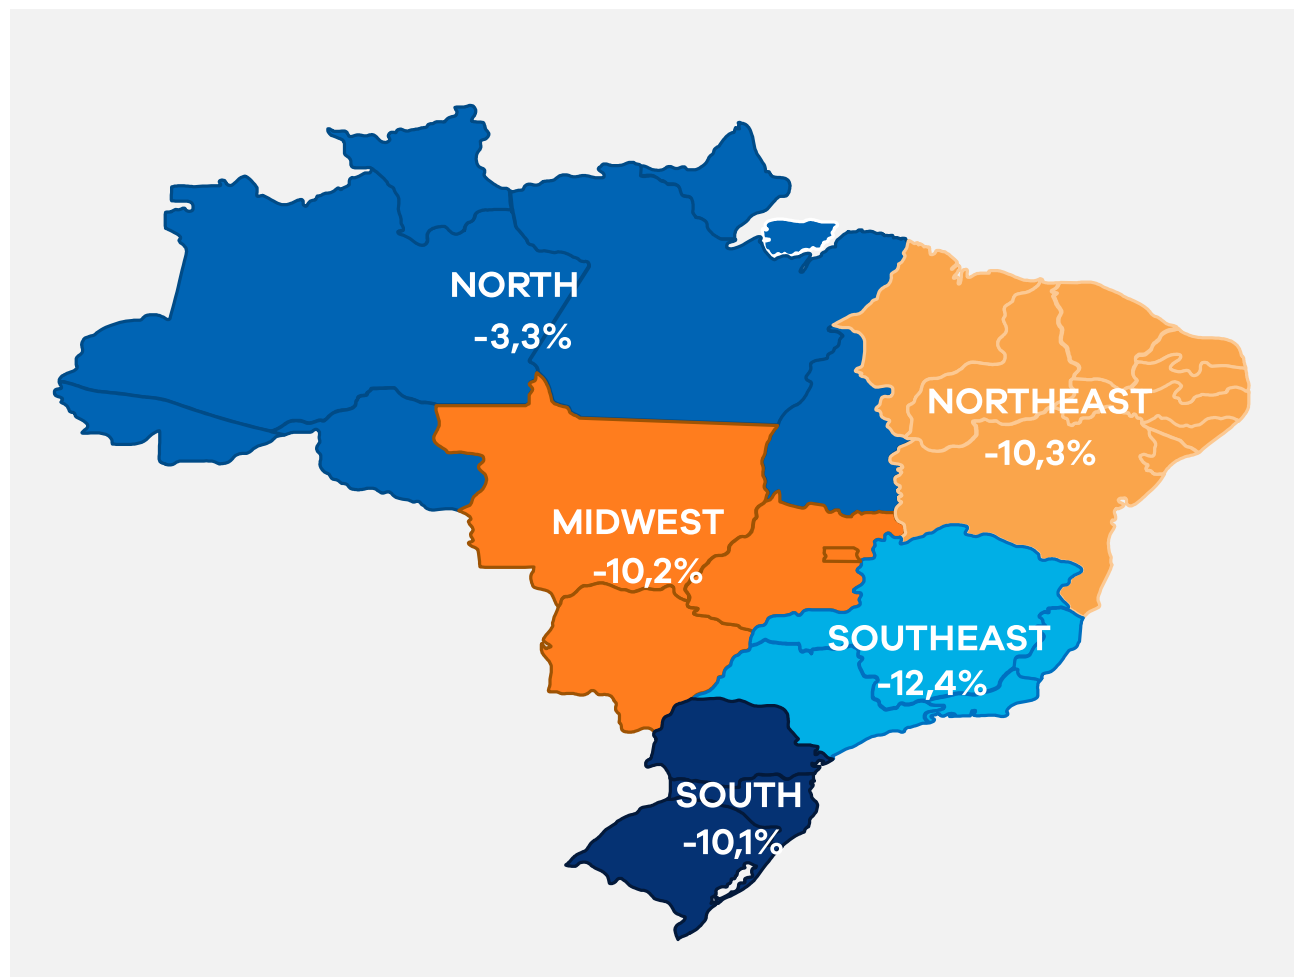 NORTH
-3,3%
NORTHEAST
-10,3%
MIDWEST
-10,2%
SOUTHEAST
-12,4%
SOUTH
-10,1%